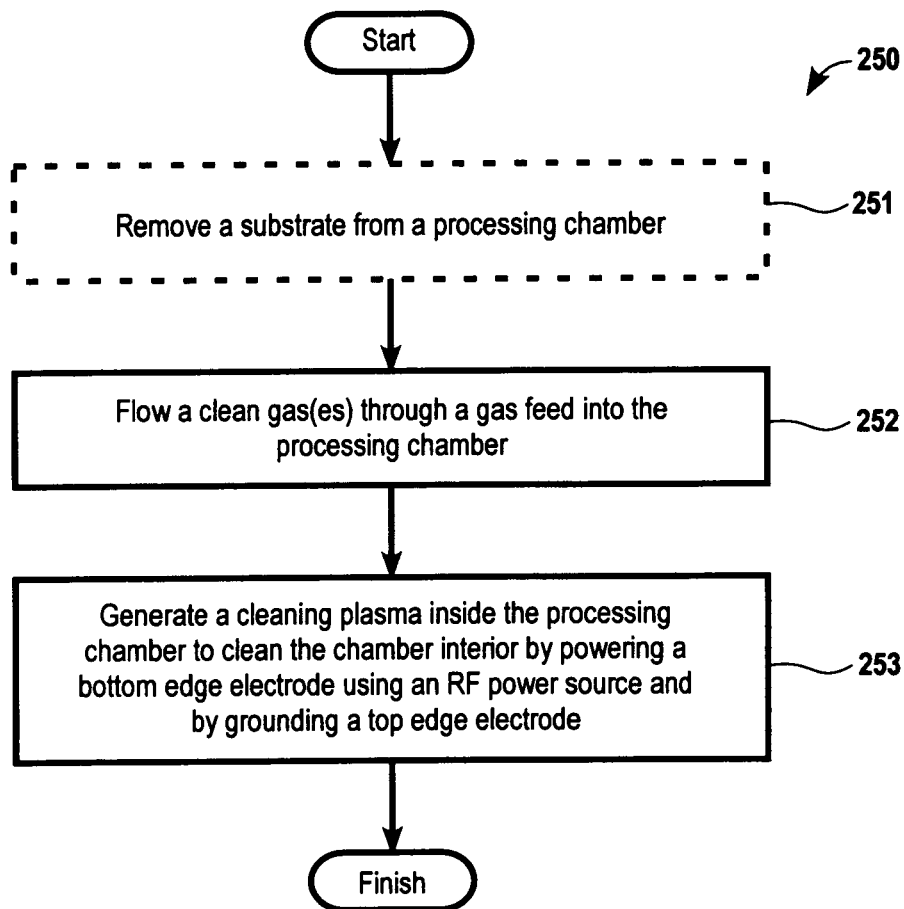 Start
250
Remove a substrate from a processing chamber
251
Flow a clean gas(es) through a gas feed into the
processing chamber
252
Generate a cleaning plasma inside the processing
chamber to clean the chamber interior by powering a
bottom edge electrode using an RF power source and
by grounding a top edge electrode
253
Finish